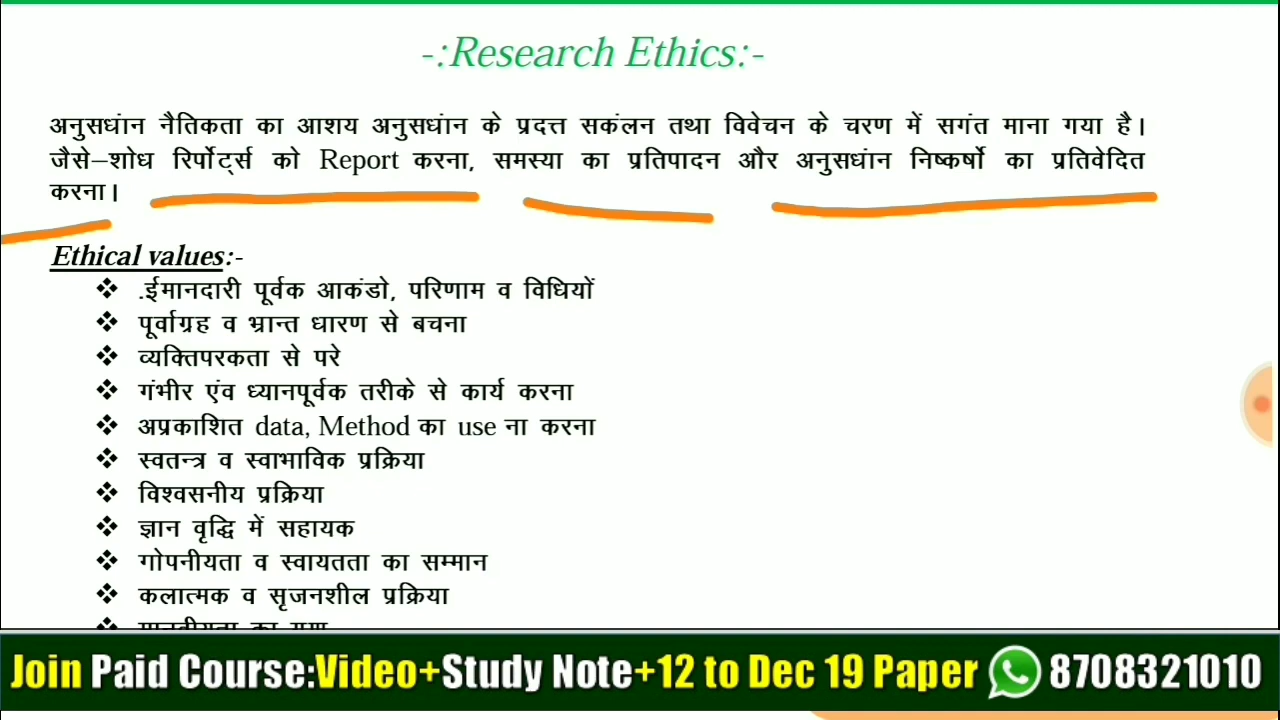 -:Research Ethics:-
अनुसधांन नैतिकता का आशय अनुसधांन के प्रदत्त सकंलन तथा विवेचन के चरण में सगंत माना गया है।
जैसे–शोध रिर्पोट्र्स को Report करना, समस्या का प्रतिपादन और अनुसधांन निष्कर्षो का प्रतिवेदित
करना।
Ethical values:-
❖ .ईमानदारी पूर्वक आकंडो, परिणाम व विधियों
❖ पूर्वाग्रह व भ्रान्त धारण से बचना
❖ व्यक्तिपरकता से परे
❖ गंभीर एंव ध्यानपूर्वक तरीके से कार्य करना
❖ अप्रकाशित data, Method का use ना करना
❖ स्वतन्त्र व स्वाभाविक प्रक्रिया
❖ विश्वसनीय प्रक्रिया
❖ ज्ञान वृद्धि में सहायक
❖ गोपनीयता व स्वायतता का सम्मान
❖ कलात्मक व सृजनशील प्रक्रिया
Join Paid Course:Video+Study Note+12 to Dec 19 Paper 8708321010